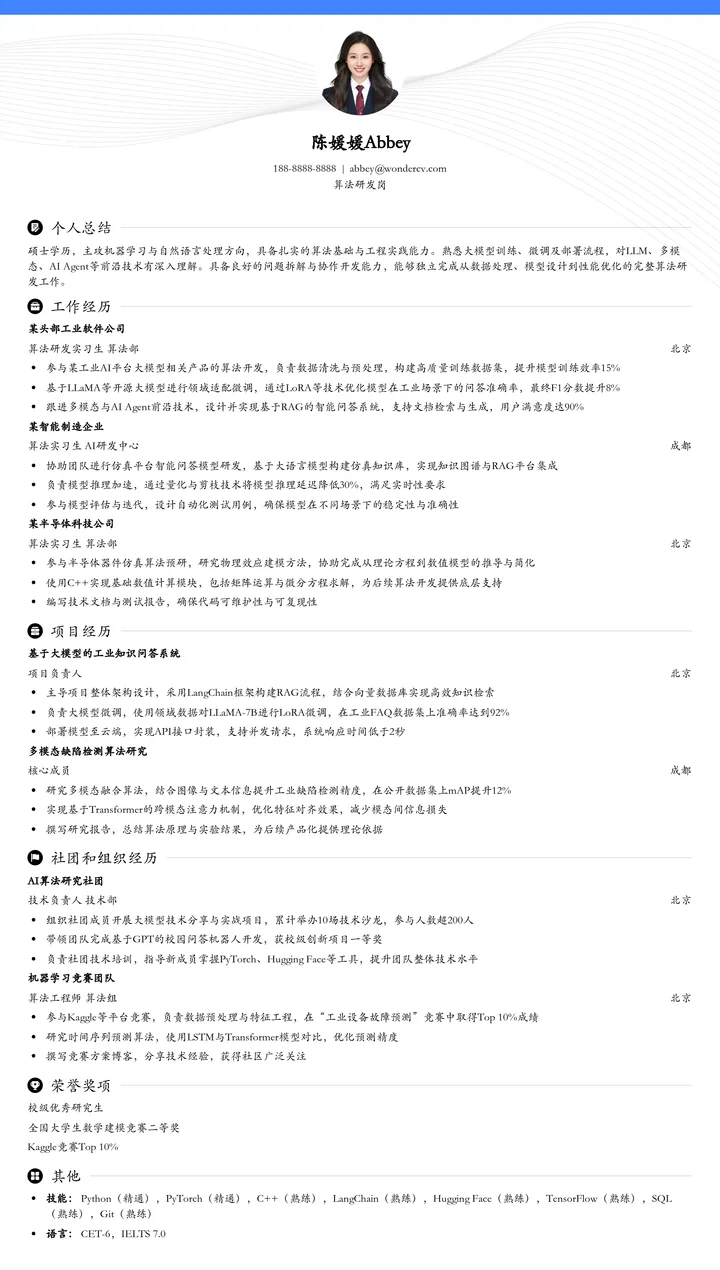 陈媛媛Abbey
188-8888-8888 | abbey@wondercv.com
算法研发岗
个人总结
硕士学历，主攻机器学习与自然语言处理方向，具备扎实的算法基础与工程实践能力。熟悉大模型训练、微调及部署流程，对LLM、多模
态、AI Agent等前沿技术有深入理解。具备良好的问题拆解与协作开发能力，能够独立完成从数据处理、模型设计到性能优化的完整算法研
发工作。
工作经历
某头部工业软件公司
算法研发实习生 算法部 北京
• 参与某工业AI平台大模型相关产品的算法开发，负责数据清洗与预处理，构建高质量训练数据集，提升模型训练效率15%
• 基于LLaMA等开源大模型进行领域适配微调，通过LoRA等技术优化模型在工业场景下的问答准确率，最终F1分数提升8%
• 跟进多模态与AI Agent前沿技术，设计并实现基于RAG的智能问答系统，支持文档检索与生成，用户满意度达90%
某智能制造企业
算法实习生 AI研发中心 成都
• 协助团队进行仿真平台智能问答模型研发，基于大语言模型构建仿真知识库，实现知识图谱与RAG平台集成
• 负责模型推理加速，通过量化与剪枝技术将模型推理延迟降低30%，满足实时性要求
• 参与模型评估与迭代，设计自动化测试用例，确保模型在不同场景下的稳定性与准确性
某半导体科技公司
算法实习生 算法部 北京
• 参与半导体器件仿真算法预研，研究物理效应建模方法，协助完成从理论方程到数值模型的推导与简化
• 使用C++实现基础数值计算模块，包括矩阵运算与微分方程求解，为后续算法开发提供底层支持
• 编写技术文档与测试报告，确保代码可维护性与可复现性
项目经历
基于大模型的工业知识问答系统
项目负责人 北京
• 主导项目整体架构设计，采用LangChain框架构建RAG流程，结合向量数据库实现高效知识检索
• 负责大模型微调，使用领域数据对LLaMA-7B进行LoRA微调，在工业FAQ数据集上准确率达到92%
• 部署模型至云端，实现API接口封装，支持并发请求，系统响应时间低于2秒
多模态缺陷检测算法研究
核心成员 成都
• 研究多模态融合算法，结合图像与文本信息提升工业缺陷检测精度，在公开数据集上mAP提升12%
• 实现基于Transformer的跨模态注意力机制，优化特征对齐效果，减少模态间信息损失
• 撰写研究报告，总结算法原理与实验结果，为后续产品化提供理论依据
社团和组织经历
AI算法研究社团
技术负责人 技术部 北京
• 组织社团成员开展大模型技术分享与实战项目，累计举办10场技术沙龙，参与人数超200人
• 带领团队完成基于GPT的校园问答机器人开发，获校级创新项目一等奖
• 负责社团技术培训，指导新成员掌握PyTorch、Hugging Face等工具，提升团队整体技术水平
机器学习竞赛团队
算法工程师 算法组 北京
• 参与Kaggle等平台竞赛，负责数据预处理与特征工程，在“工业设备故障预测”竞赛中取得Top 10%成绩
• 研究时间序列预测算法，使用LSTM与Transformer模型对比，优化预测精度
• 撰写竞赛方案博客，分享技术经验，获得社区广泛关注
荣誉奖项
校级优秀研究生
全国大学生数学建模竞赛二等奖
Kaggle竞赛Top 10%
其他
• 技能： Python（精通）, PyTorch（精通）, C++（熟练）, LangChain（熟练）, Hugging Face（熟练）, TensorFlow（熟练）, SQL
（熟练）, Git（熟练）
• 语言： CET-6，IELTS 7.0